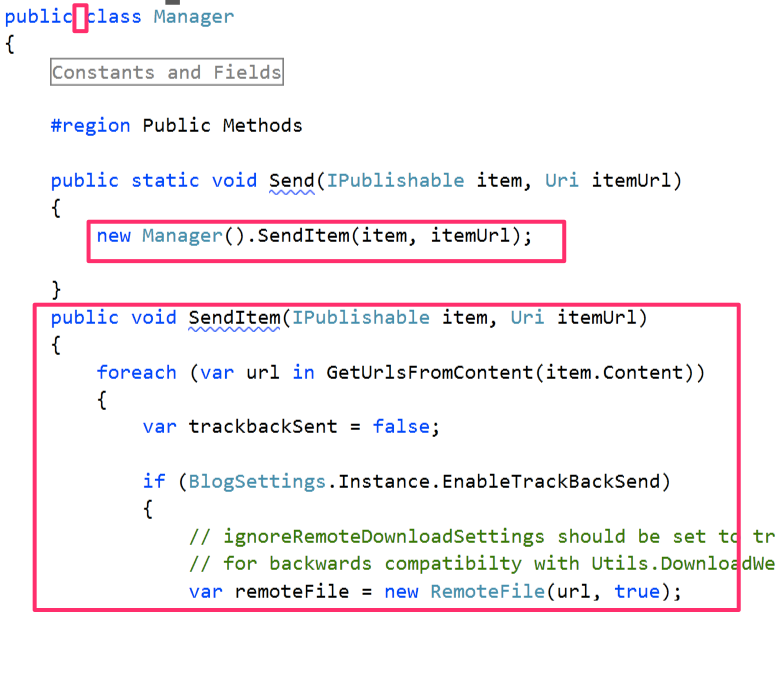 public class Manager
{
Constants and Fields
#region Public Methods
public static void Send(IPublishable item, Uri itemUrl)
{
new Manager().SendItem(item, itemUrl);
}
public void SendItem(IPublishable item, Uri itemUrl)
{
foreach (var url in GetUrlsFromContent(item.Content))
{
var trackbackSent = false;
if (BlogSettings.Instance.EnableTrackBackSend)
{
// ignoreRemoteDownloadSettings should be set to tr
// for backwards compatibilty with Utils.DownloadWe
var remoteFile = new RemoteFile(url, true);